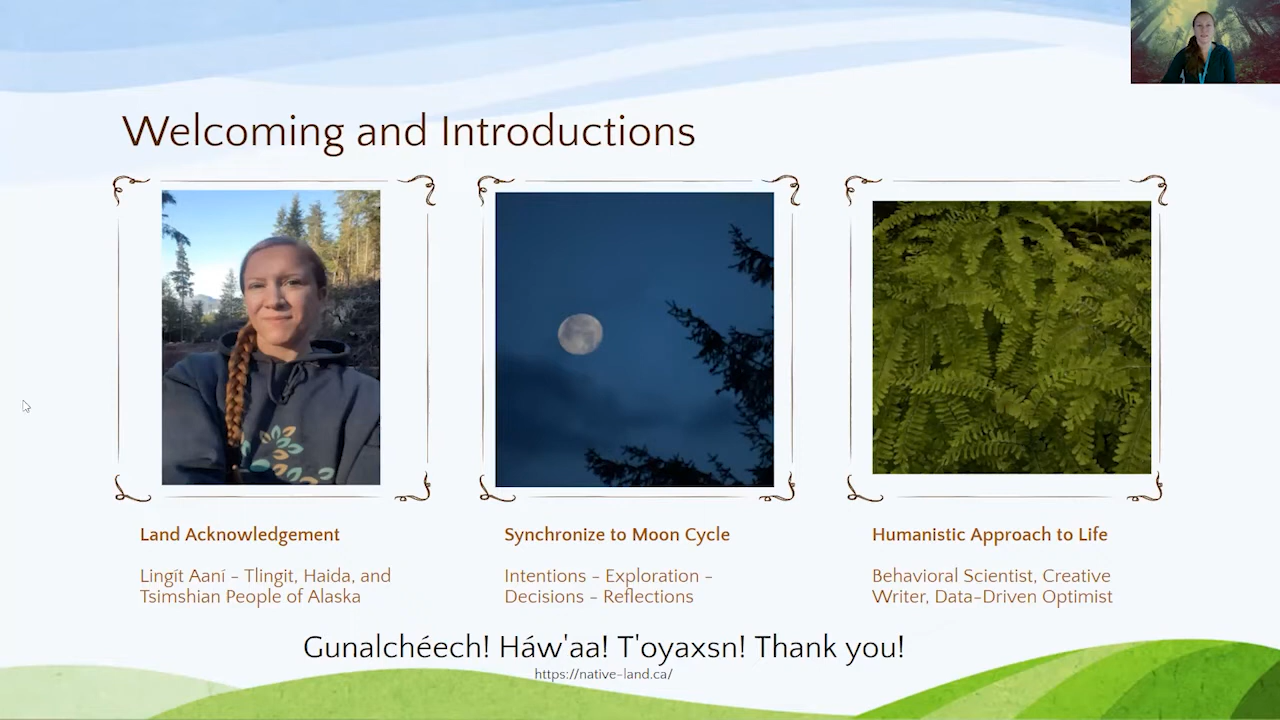 Welcoming and Introductions
Land Acknowledgement
Lingít Aaní - Tlingit, Haida, and
Tsimshian People of Alaska
Synchronize to Moon Cycle
Intentions - Exploration -
Decisions - Reflections
Humanistic Approach to Life
Behavioral Scientist, Creative
Writer, Data-Driven Optimist
Gunalchéech! Háw'aa! T'oyaxsn! Thank you!
https://native-land.ca/